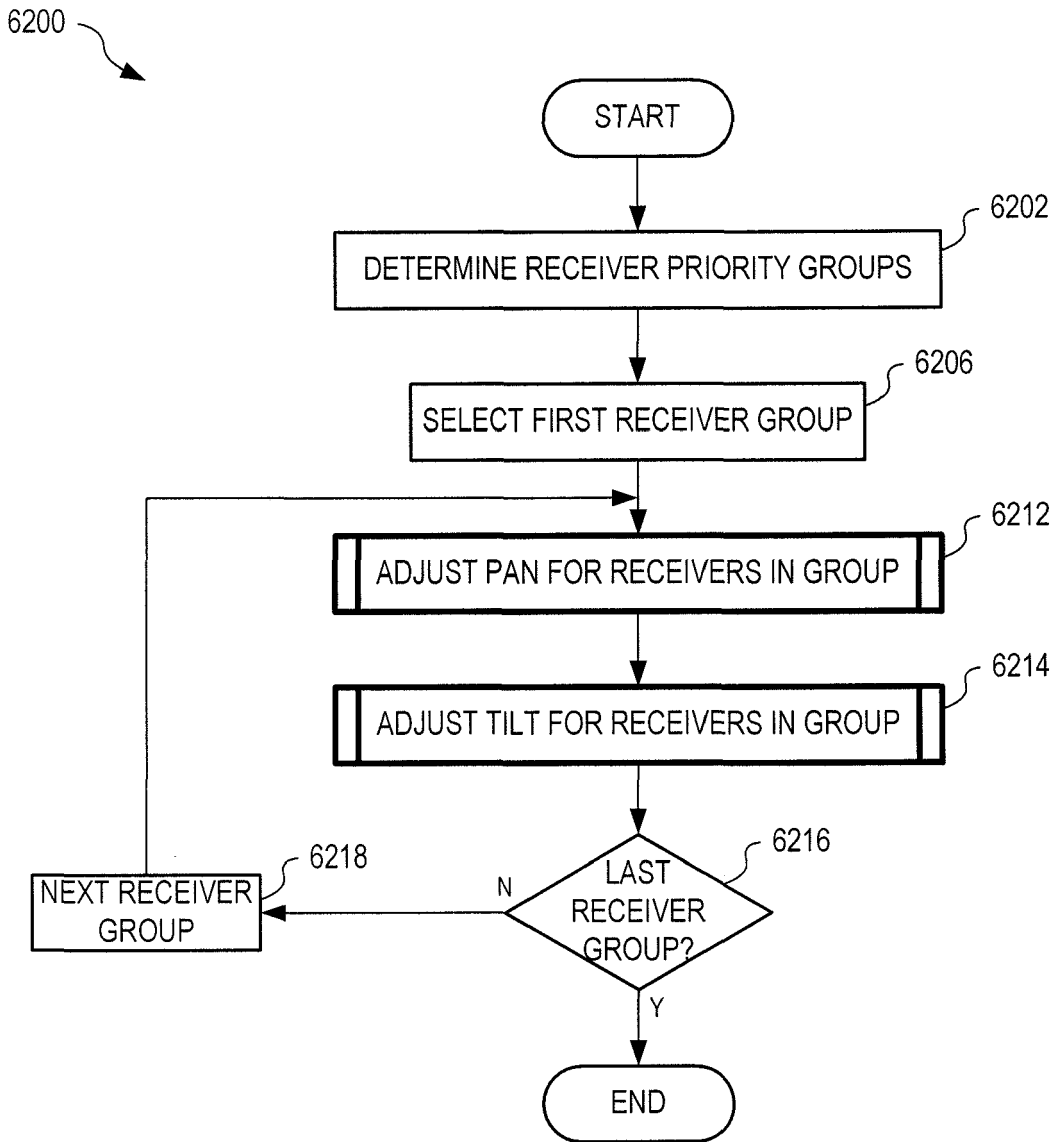 6200
START
6202
DETERMINE RECEIVER PRIORITY GROUPS
6206
SELECT FIRST RECEIVER GROUP
6212
ADJUST PAN FOR RECEIVERS IN GROUP
6214
ADJUST TILT FOR RECEIVERS IN GROUP
6216
LAST
RECEIVER
GROUP?
N
6218
NEXT RECEIVER
GROUP
Y
END